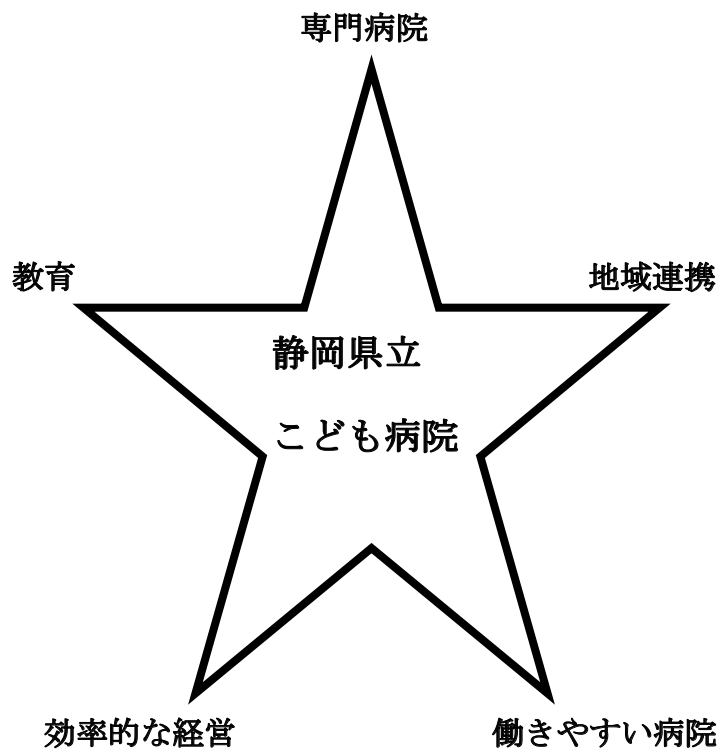 専門病院
教育
地域連携
静岡県立
こども病院
効率的な経営
働きやすい病院